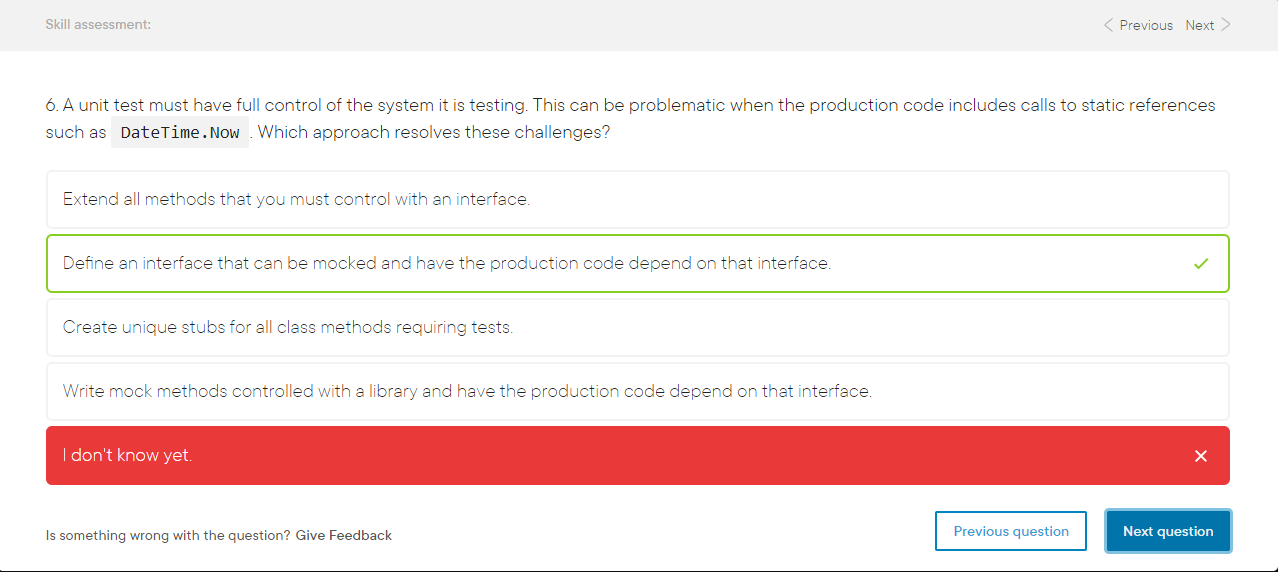 Skill assessment:
Previous Next
6. A unit test must have full control of the system it is testing. This can be problematic when the production code includes calls to static references
such as DateTime.Now . Which approach resolves these challenges?
Extend all methods that you must control with an interface.
Define an interface that can be mocked and have the production code depend on that interface.
Create unique stubs for all class methods requiring tests.
Write mock methods controlled with a library and have the production code depend on that interface.
I don't know yet.
Is something wrong with the question? Give Feedback
Previous question
Next question